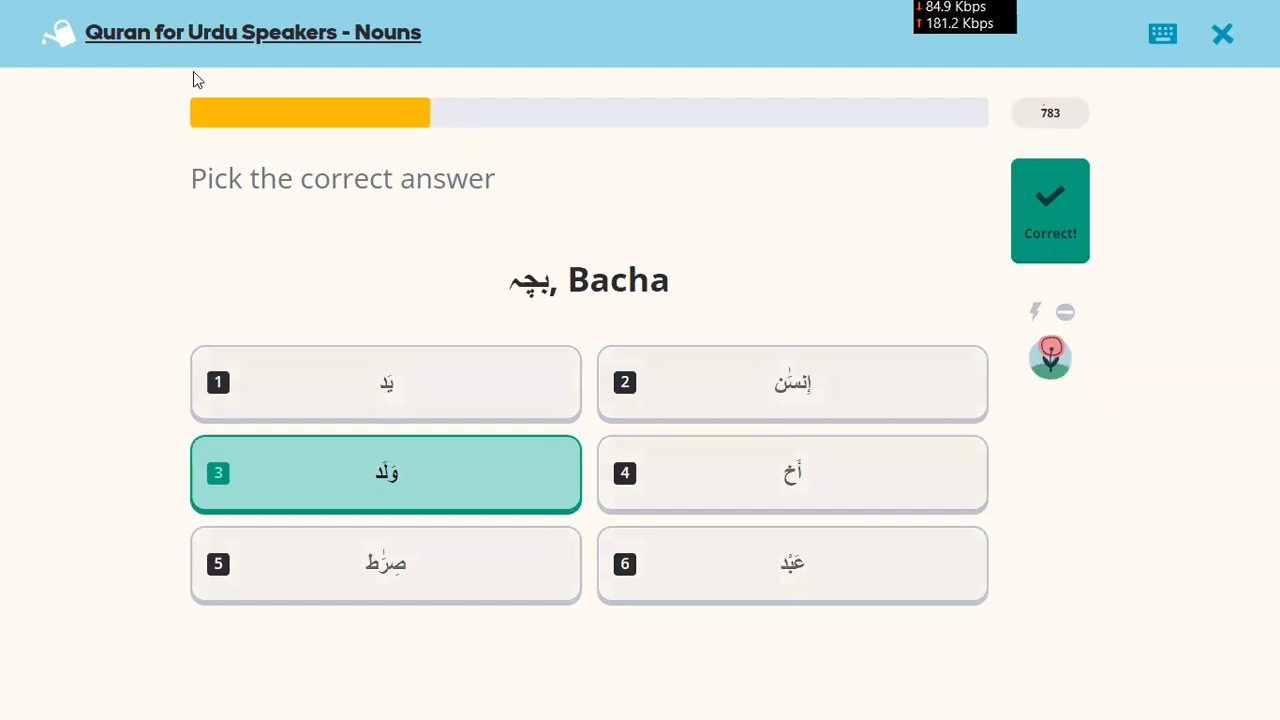 Quran for Urdu Speakers - Nouns
↓ 84.9 Kbps
↑ 181.2 Kbps
783
Pick the correct answer
Correct!
بچہ, Bacha
1 يَد
2 إِنسَٰن
3 وَلَد
4 أَخ
5 صِرَٰط
6 عَبْد